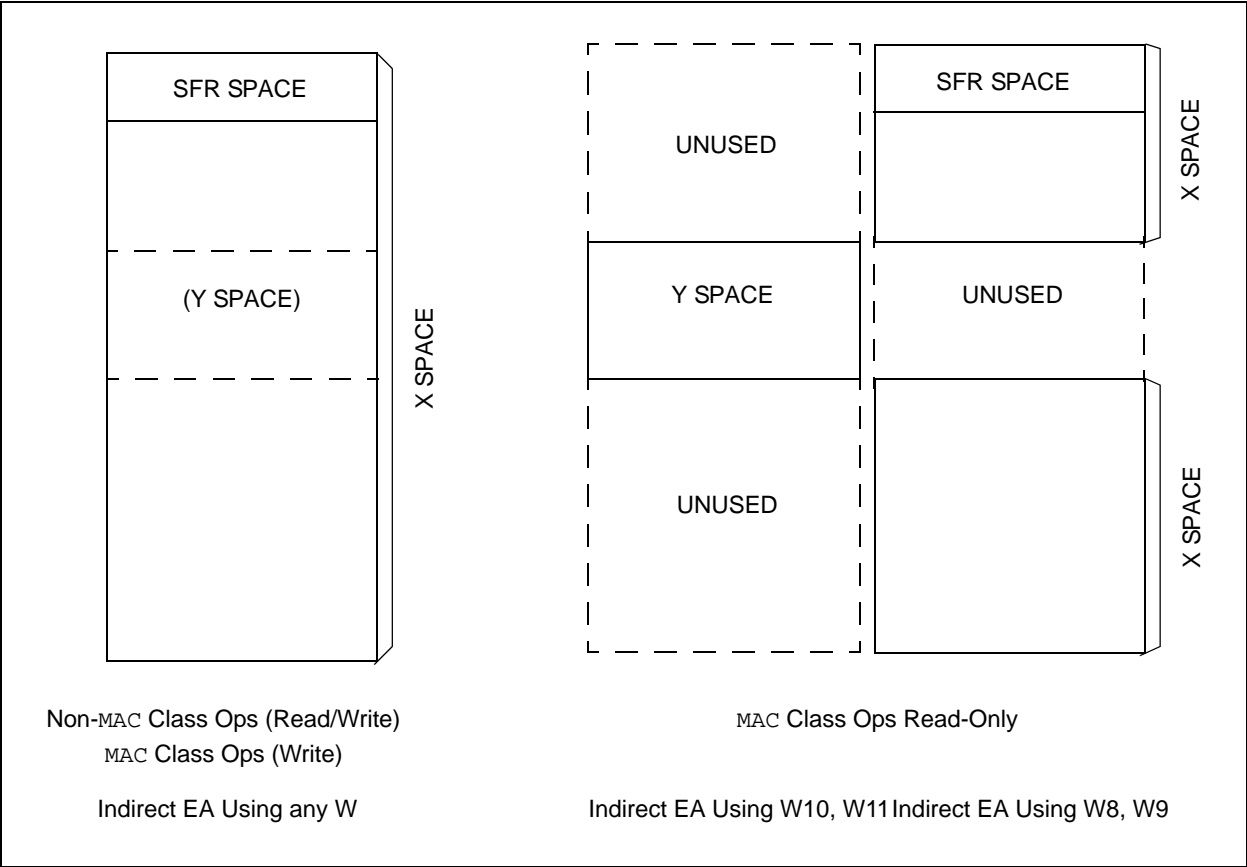 SFR SPACE
(Y SPACE)
X SPACE
Non-MAC Class Ops (Read/Write)
MAC Class Ops (Write)
Indirect EA Using any W
UNUSED
Y SPACE
UNUSED
SFR SPACE
X SPACE
UNUSED
X SPACE
MAC Class Ops Read-Only
Indirect EA Using W10, W11
Indirect EA Using W8, W9